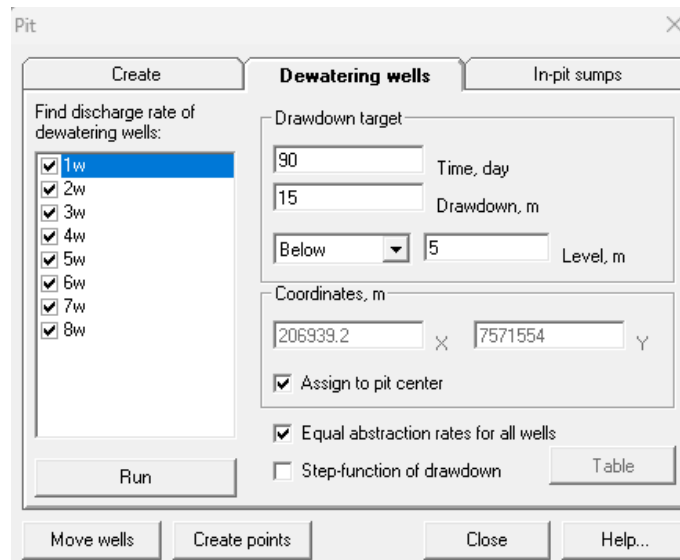 Pit
Create
Dewatering wells
In-pit sumps
Find discharge rate of
dewatering wells:
1w
2w
3w
4w
5w
6w
7w
8w
Run
Drawdown target
90
Time, day
15
Drawdown, m
Below
5
Level, m
Coordinates, m
206939.2
X
7571554
Y
Assign to pit center
Equal abstraction rates for all wells
Step-function of drawdown
Table
Move wells
Create points
Close
Help...